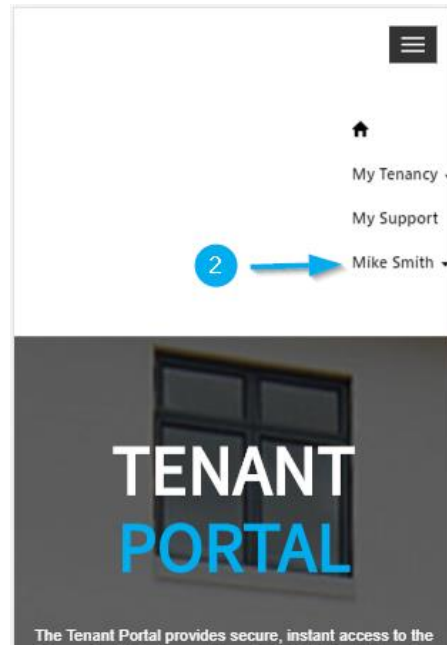 My Tenancy
My Support
2
Mike Smith
TENANT
PORTAL
The Tenant Portal provides secure, instant access to the